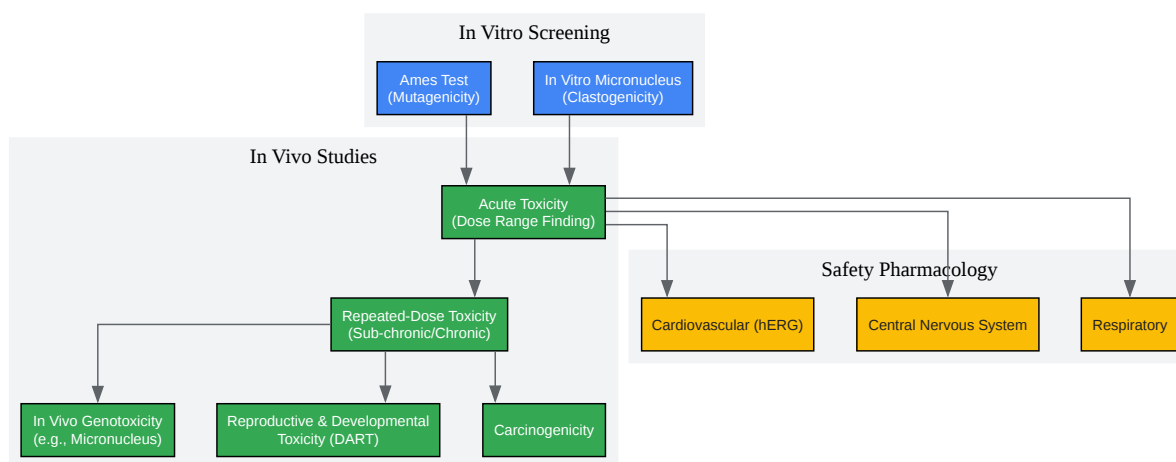 In Vitro Screening
Ames Test
(Mutagenicity)
In Vitro Micronucleus
(Clastogenicity)
In Vivo Studies
Acute Toxicity
(Dose Range Finding)
Safety Pharmacology
Repeated-Dose Toxicity
(Sub-chronic/Chronic)
Cardiovascular (hERG)
Central Nervous System
Respiratory
In Vivo Genotoxicity
(e.g., Micronucleus)
Reproductive & Developmental
Toxicity (DART)
Carcinogenicity